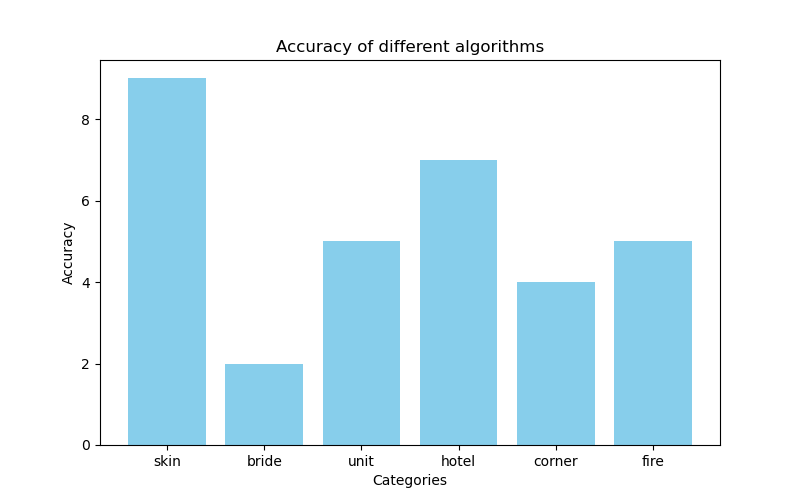 Accuracy of different algorithms
8
6
4
2
0
Accuracy
skin bride unit hotel corner fire
Categories